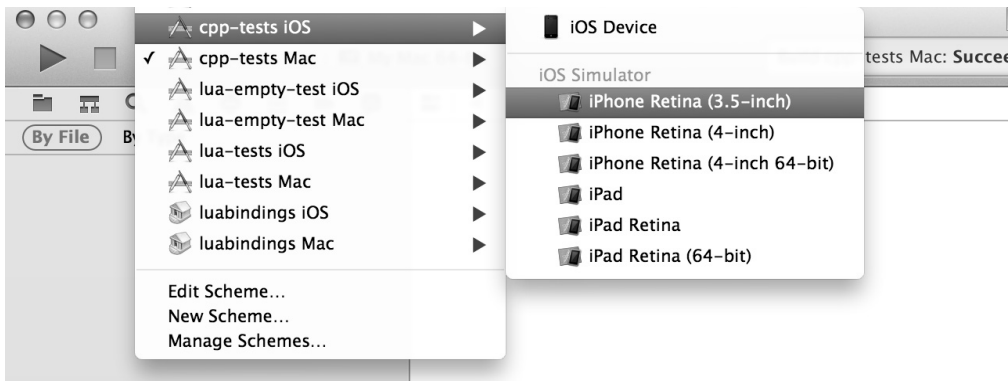 cpp-tests iOS
✓ cpp-tests Mac
lua-empty-test iOS
lua-empty-test Mac
lua-tests iOS
lua-tests Mac
luabindings iOS
luabindings Mac
Edit Scheme...
New Scheme...
Manage Schemes...
iOS Device
iOS Simulator
iPhone Retina (3.5-inch)
iPhone Retina (4-inch)
iPhone Retina (4-inch 64-bit)
iPad
iPad Retina
iPad Retina (64-bit)
tests Mac: Succee
By File